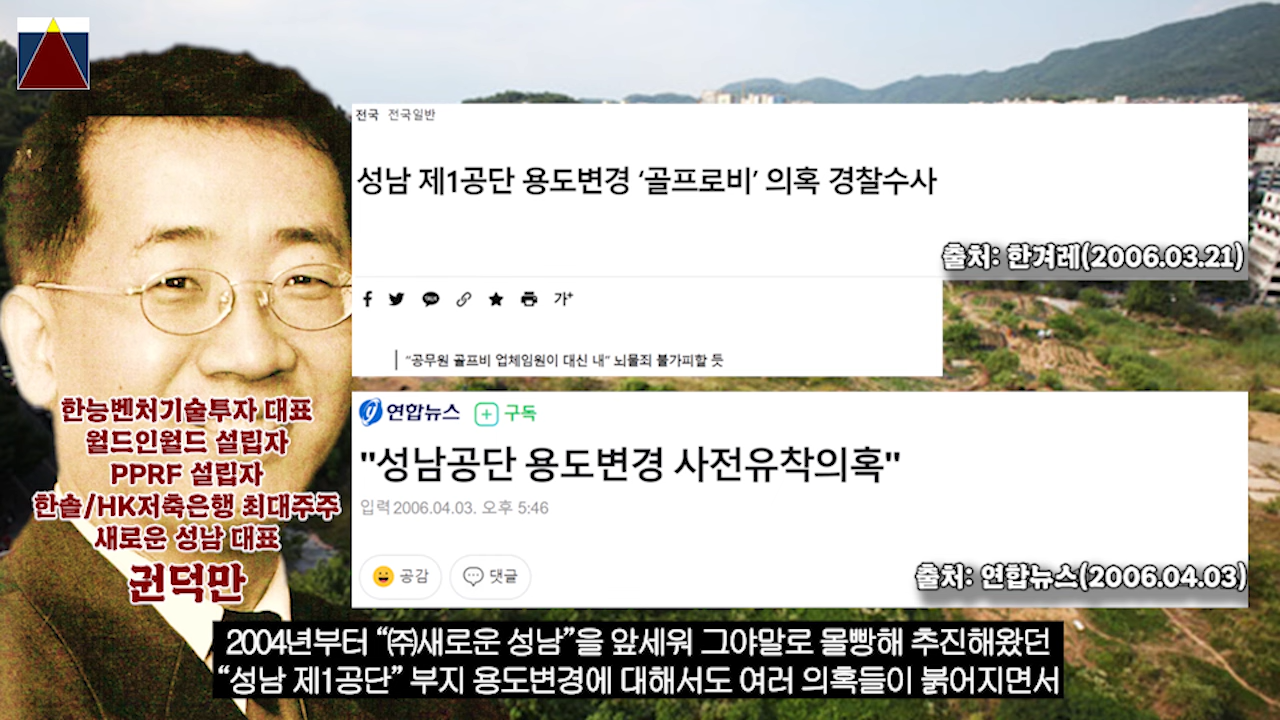 전국 전국일반
성남 제1공단 용도변경 ‘골프로비’ 의혹 경찰수사
출처: 한겨레(2006.03.21)
가+
“공무원 골프비 업체임원이 대신 내” 뇌물죄 불가피할 듯
연합뉴스 + 구독
"성남공단 용도변경 사전유착의혹"
입력 2006.04.03. 오후 5:46
공감 댓글
출처: 연합뉴스(2006.04.03)
한능벤처기술투자 대표
월드인월드 설립자
PPRF 설립자
한솔/HK저축은행 최대주주
새로운 성남 대표
권덕만
2004년부터 “㈜새로운 성남”을 앞세워 그야말로 몰빵해 추진해왔던
“성남 제1공단” 부지 용도변경에 대해서도 여러 의혹들이 붉어지면서